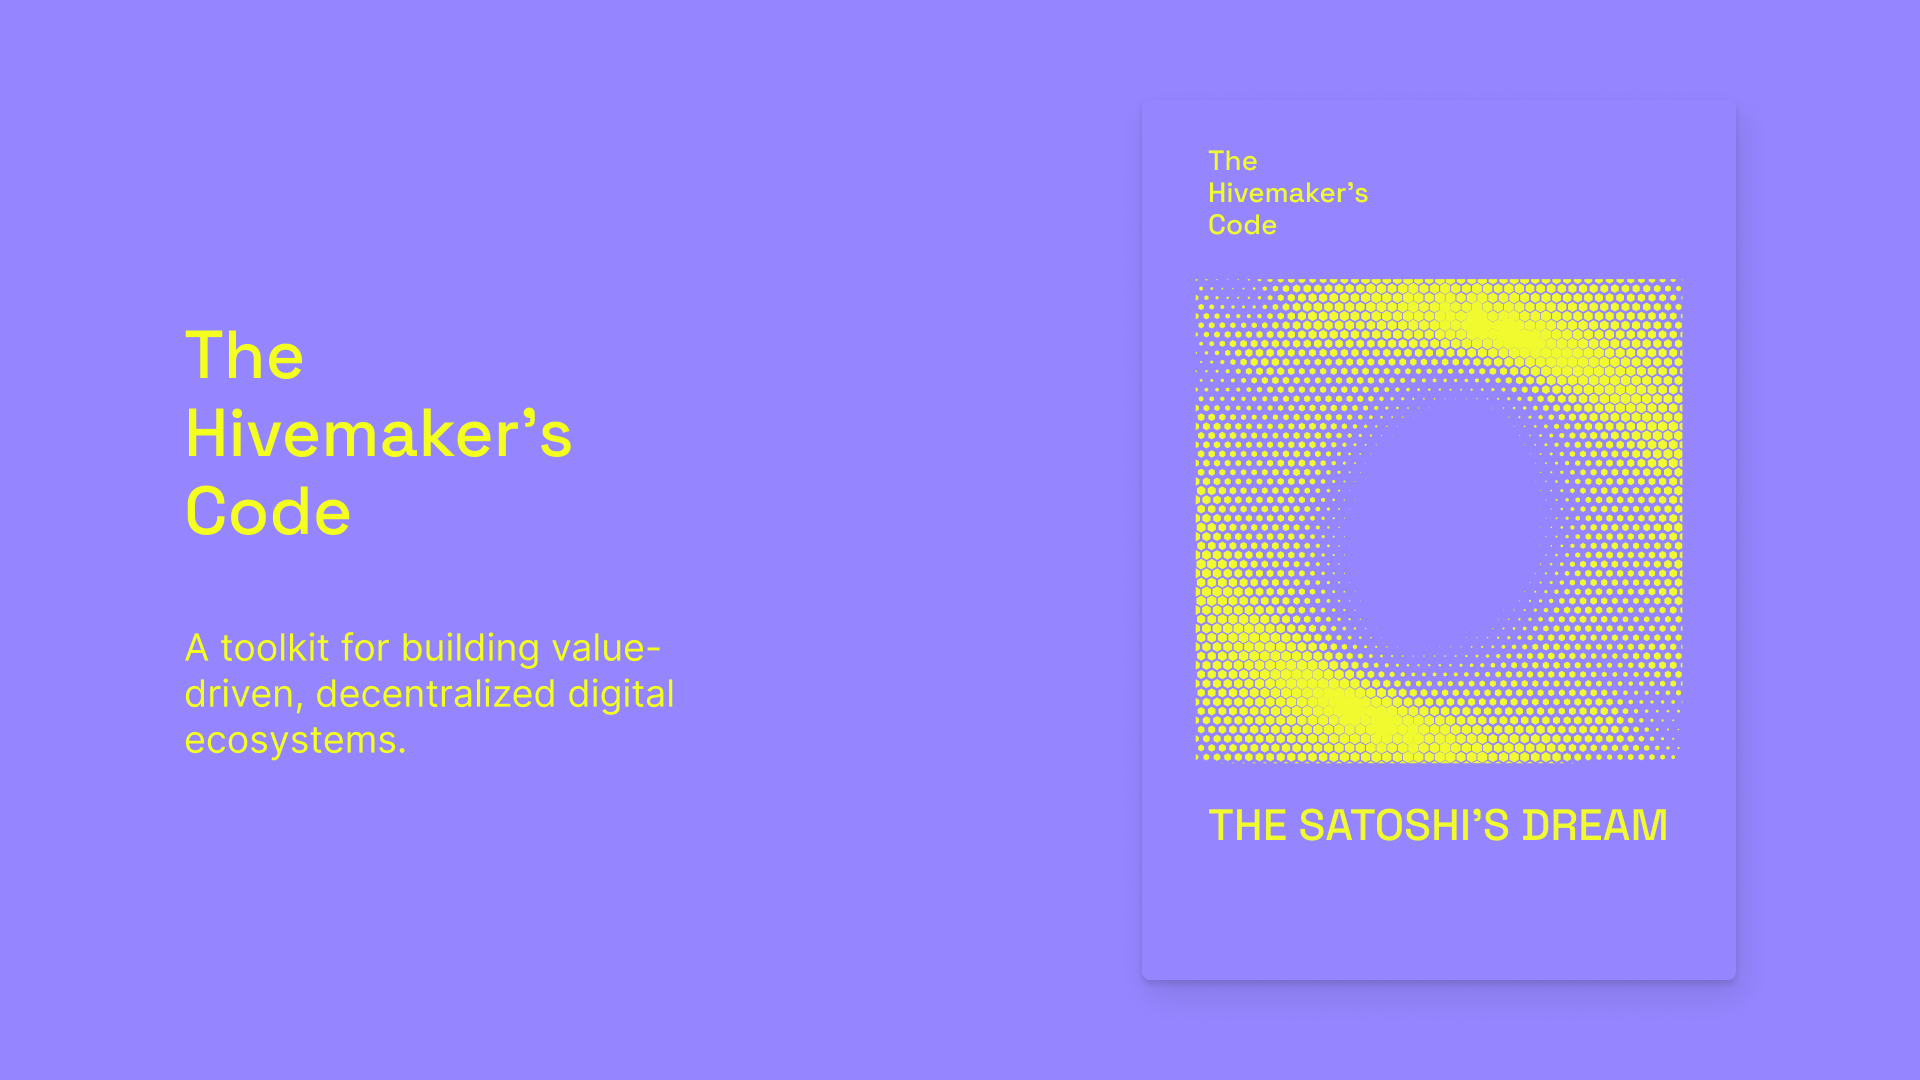 The
Hivemaker’s
Code
A toolkit for building value-
driven, decentralized digital
ecosystems.
The
Hivemaker’s
Code
THE SATOSHI’S DREAM